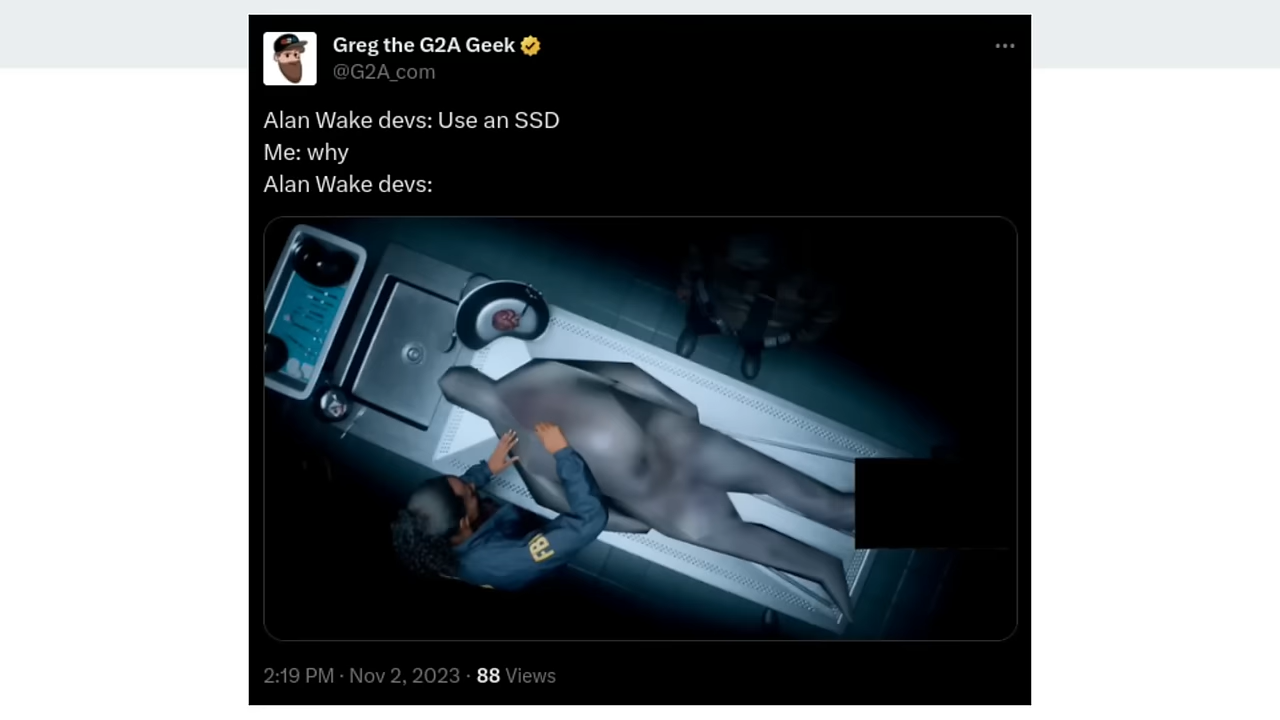 Greg the G2A Geek
@G2A_com
Alan Wake devs: Use an SSD
Me: why
Alan Wake devs:
FBI
2:19 PM · Nov 2, 2023 · 88 Views